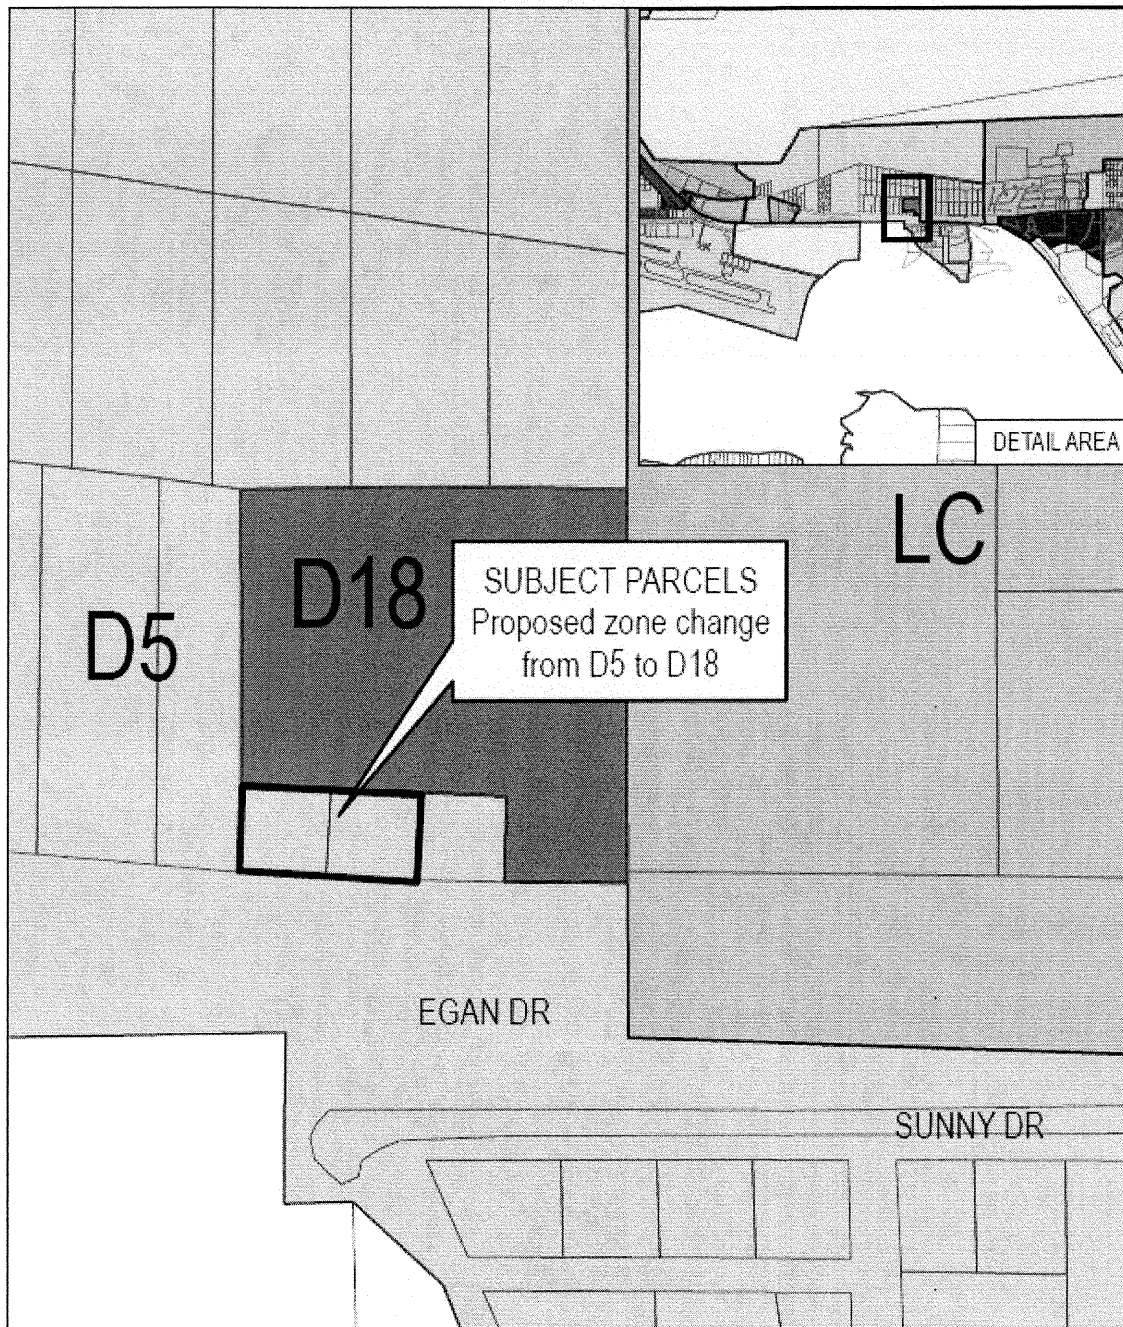 DETAIL AREA
LC
D18
D5
SUBJECT PARCELS
Proposed zone change
from D5 to D18
EGAN DR
SUNNY DR